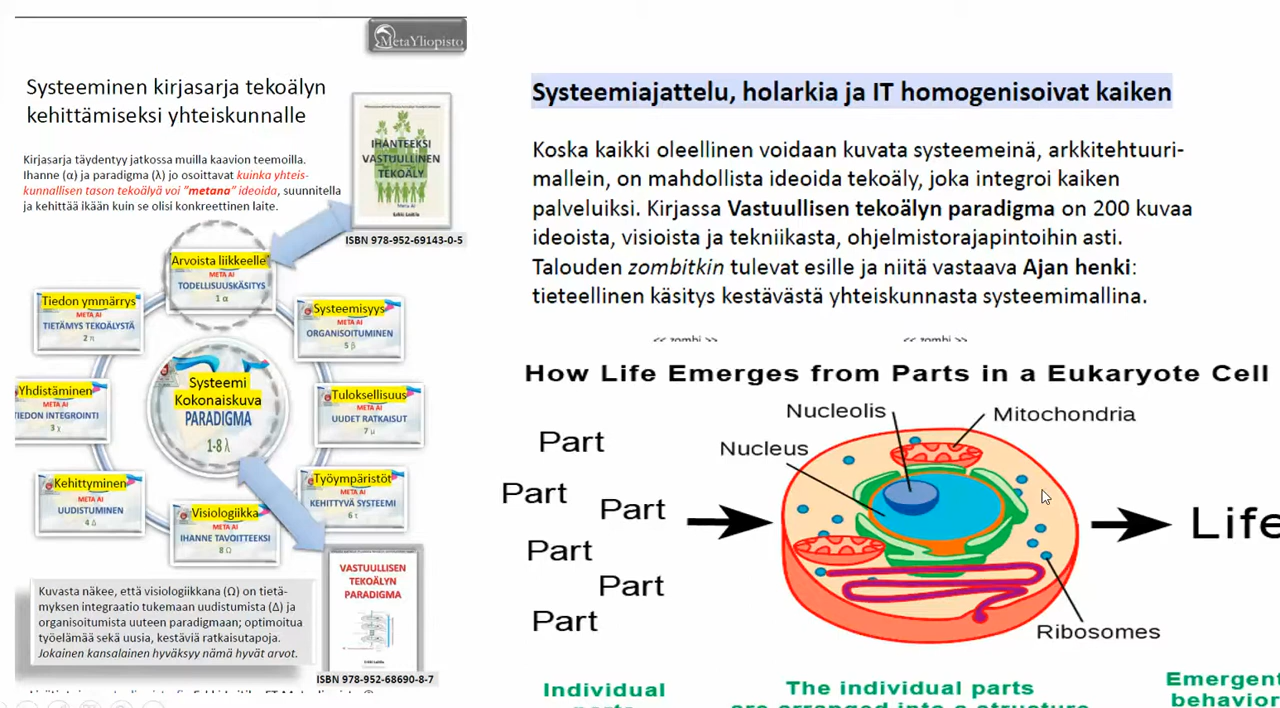 MetaYliopisto
Systeeminen kirjasarja tekoälyn
kehittämiseksi yhteiskunnalle
Kirjasarja täydentyy jatkossa muilla kaavion teemoilla.
Ihanne (α) ja paradigma (λ) jo osoittavat kuinka yhteis-
kunnallisen tason tekoälyä voi "metana" ideoida, suunnitella
ja kehittää ikään kuin se olisi konkreettinen laite.
IHANTEEKSI
VASTUULLINEN
TEKOÄLY
ISBN 978-952-69143-0-5
Arvoista liikkeelle
META AI
TODELLISUUSKÄSITYS
1 α
Tiedon ymmärrys
META AI
TIETÄMYS TEKOÄLYSTÄ
2 π
Systeemisyys
META AI
ORGANISOITUMINEN
5 β
Yhdistäminen
META AI
TIEDON INTEGROINTI
3 χ
Systeemi
Kokonaiskuva
PARADIGMA
1-8 λ
Tuloksellisuus
META AI
UUDET RATKAISUT
7 μ
Kehittyminen
META AI
UUDISTUMINEN
4 Δ
Työympäristöt
META AI
KEHITTYVÄ SYSTEEMI
6 τ
Visiologiikka
META AI
IHANNE TAVOITTEEKSI
8 Ω
VASTUULLISEN
TEKOÄLYN
PARADIGMA
Kuvasta näkee, että visiologiikkana (Ω) on tietä-
myksen integraatio tukemaan uudistumista (Δ) ja
organisoitumista uuteen paradigmaan; optimoitua
työelämää sekä uusia, kestäviä ratkaisutapoja.
Jokainen kansalainen hyväksyy nämä hyvät arvot.
ISBN 978-952-68690-8-7
Systeemiajattelu, holarkia ja IT homogenisoivat kaiken
Koska kaikki oleellinen voidaan kuvata systeemeinä, arkkitehtuuri-
mallein, on mahdollista ideoida tekoäly, joka integroi kaiken
palveluiksi. Kirjassa Vastuullisen tekoälyn paradigma on 200 kuvaa
ideoista, visioista ja tekniikasta, ohjelmistorajapintoihin asti.
Talouden zombitkin tulevat esille ja niitä vastaava Ajan henki:
tieteellinen käsitys kestävästä yhteiskunnasta systeemimallina.
<< zombi >> << zombi >>
How Life Emerges from Parts in a Eukaryote Cell
Nucleolis
Mitochondria
Nucleus
Part
Part
Part
Part
Part
Part
Life
Ribosomes
Individual
parts
The individual parts
are arranged into a structure
Emergent
behavior